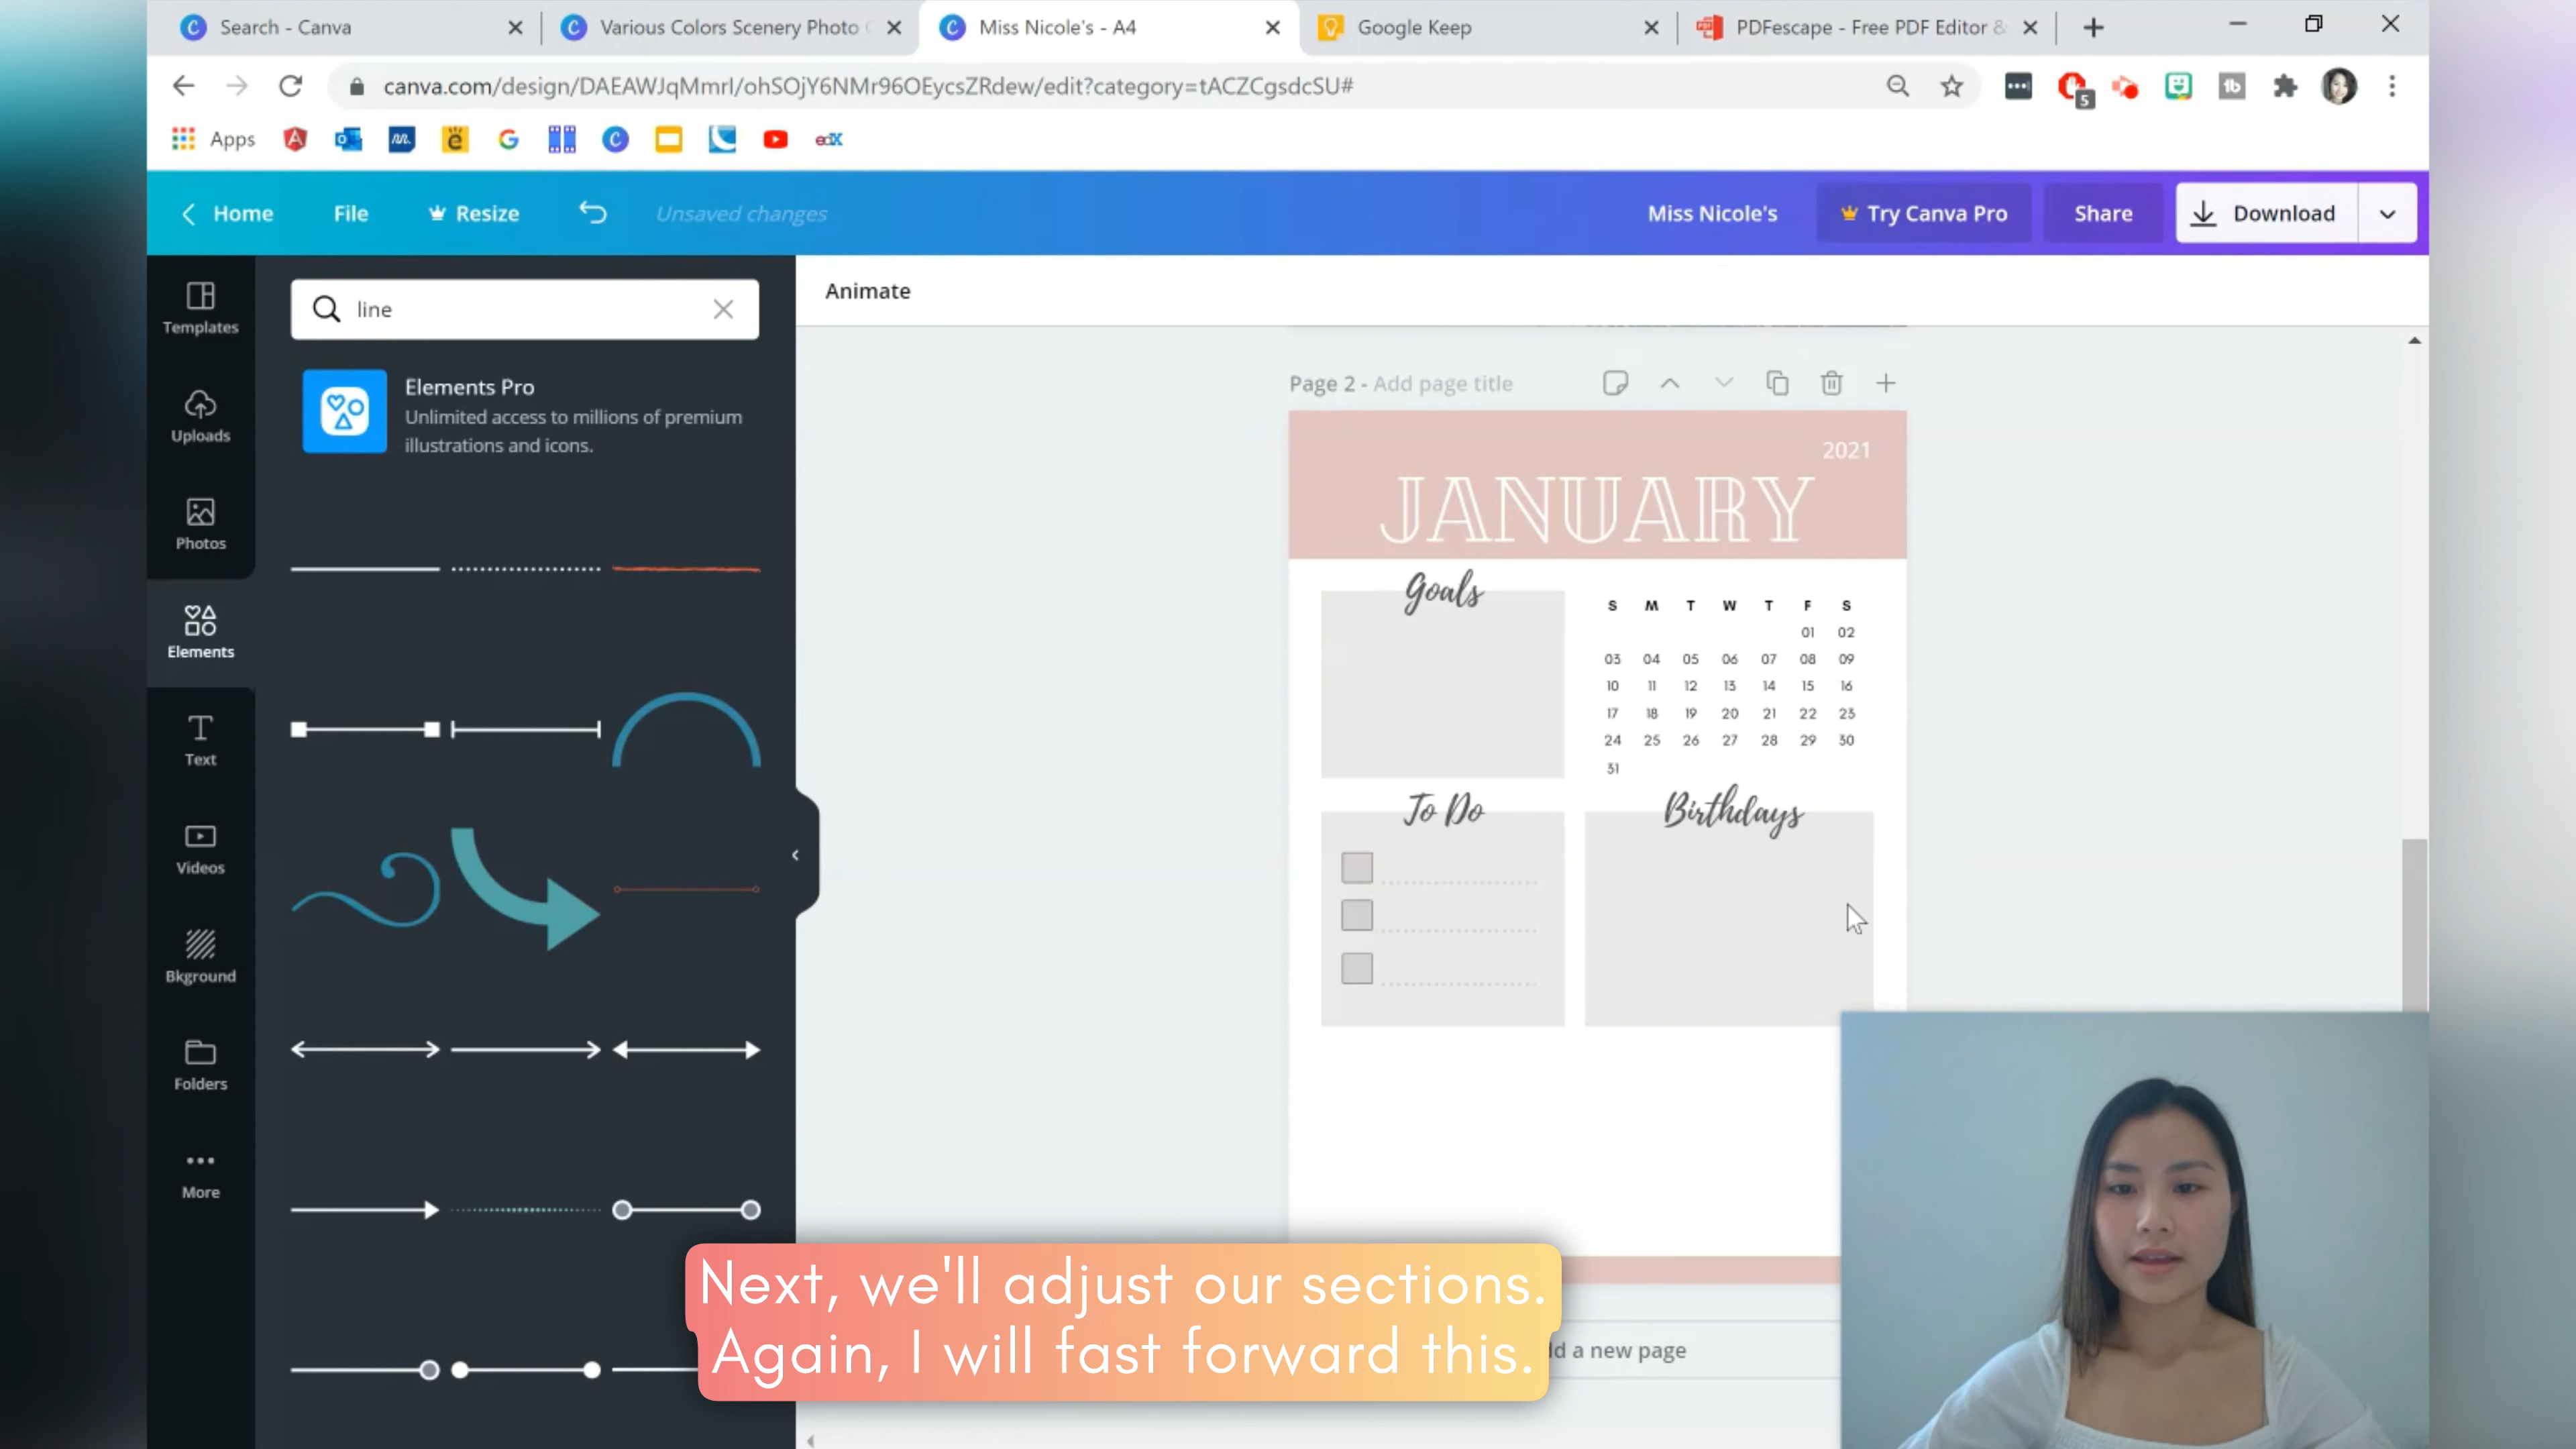 Search - Canva
Various Colors Scenery Photo
Miss Nicole's - A4
Google Keep
PDFescape - Free PDF Editor &
canva.com/design/DAEAWJqMmrI/ohSOjY6NMr96OEycsZRdew/edit?category=tACZCgsdcSU#
5
Apps
Home
File
Resize
Unsaved changes
Miss Nicole's
Try Canva Pro
Share
Download
Templates
Uploads
Photos
Elements
Text
Videos
Bkground
Folders
More
line
Elements Pro
Unlimited access to millions of premium
illustrations and icons.
Animate
Page 2 - Add page title
2021
JANUARY
Goals
S M T W T F S
01 02
03 04 05 06 07 08 09
10 11 12 13 14 15 16
17 18 19 20 21 22 23
24 25 26 27 28 29 30
31
To Do
Birthdays
Next, we'll adjust our sections.
Again, I will fast forward this.
d a new page